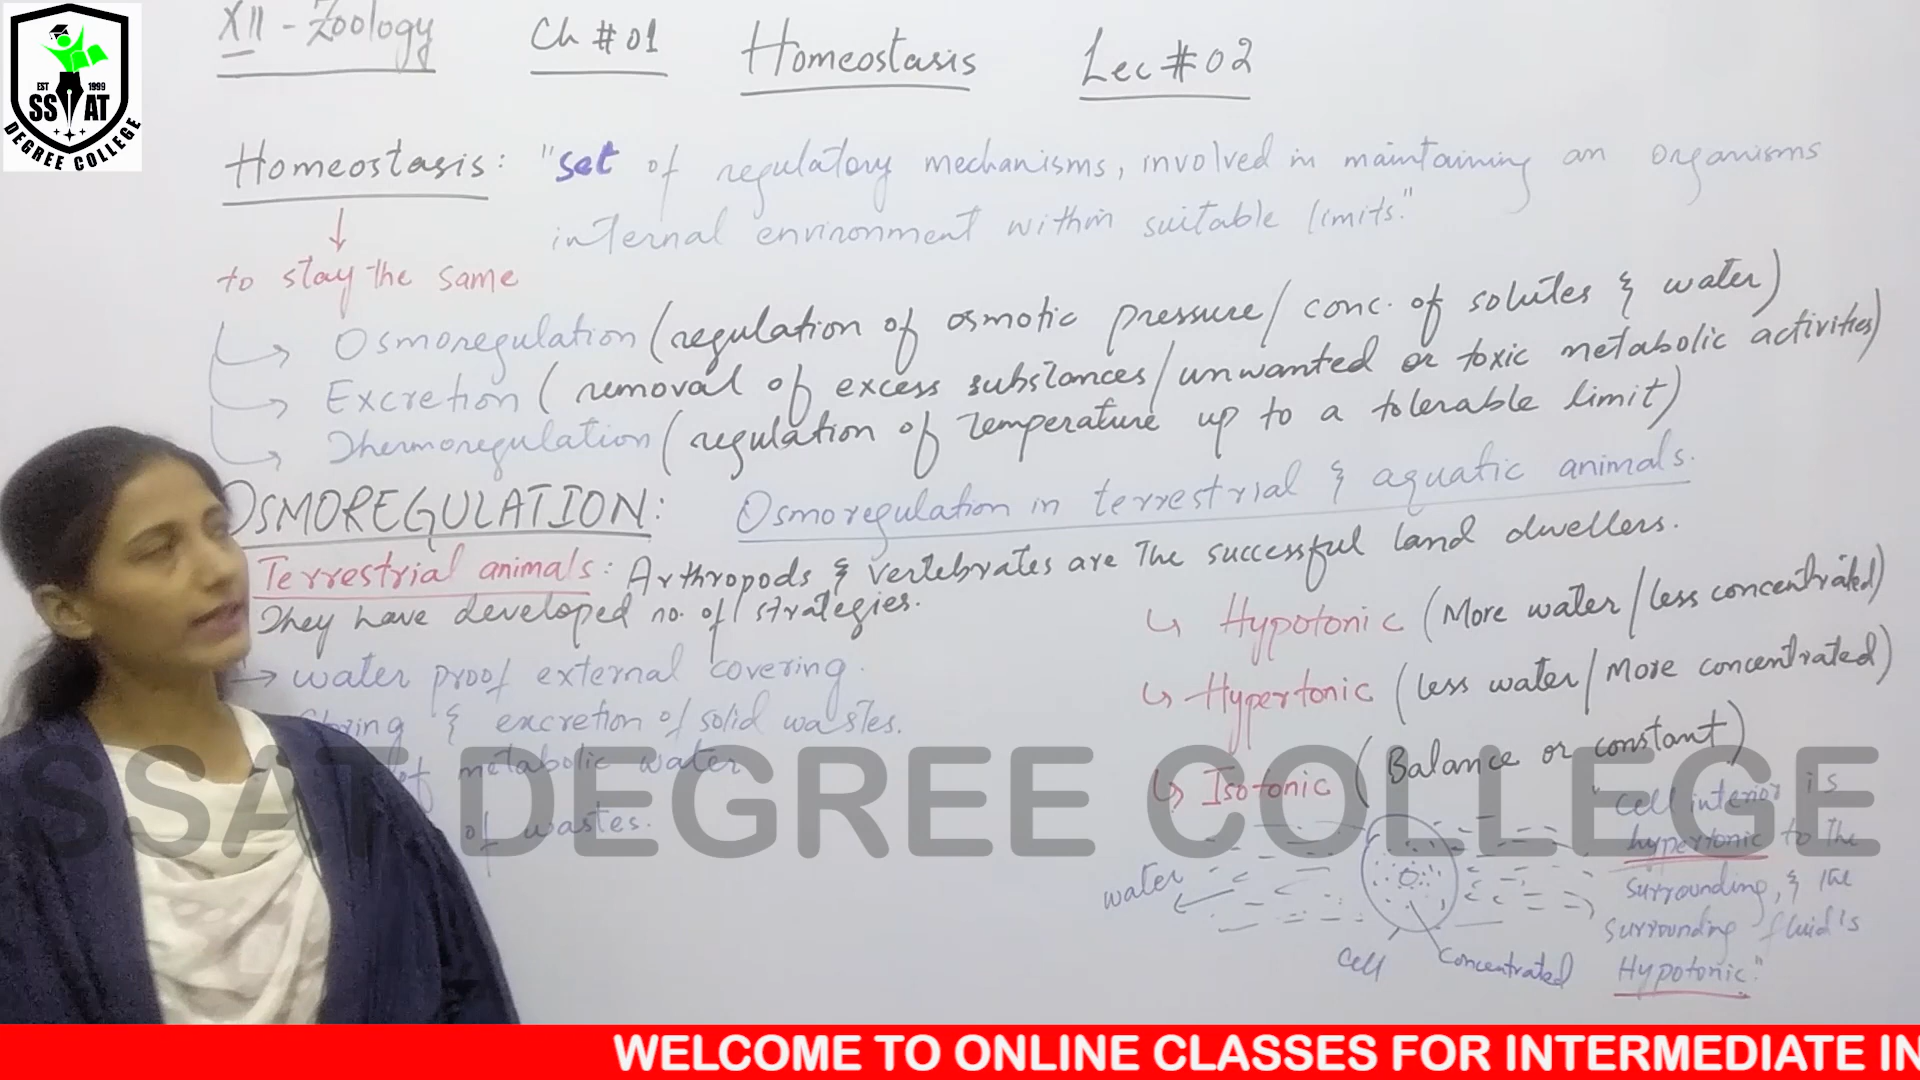 XII - Zoology Ch # 01 Homeostasis Lec # 02
EST 1999
SSAT
DEGREE COLLEGE
Homeostasis: "set of regulatory mechanisms, involved in maintaining an organisms
internal environment within suitable limits."
to stay the same
Osmoregulation (regulation of osmotic pressure/ conc. of solutes & water)
Excretion (removal of excess substances/unwanted or toxic metabolic activities)
Thermoregulation (regulation of temperature up to a tolerable limit)
OSMOREGULATION: Osmoregulation in terrestrial & aquatic animals.
Terrestrial animals: Arthropods & vertebrates are The successful land dwellers.
They have developed no. of strategies.
→ water proof external covering.
& excretion of solid wastes.
of metabolic water
of wastes.
↳ Hypotonic (More water/less concentrated)
↳ Hypertonic (less water/More concentrated)
↳ Isotonic (Balance or constant)
"cell interior is
hypertonic to the
surrounding, & the
surrounding fluid is
Hypotonic."
water
cell
concentrated
SSAT DEGREE COLLEGE
WELCOME TO ONLINE CLASSES FOR INTERMEDIATE IN